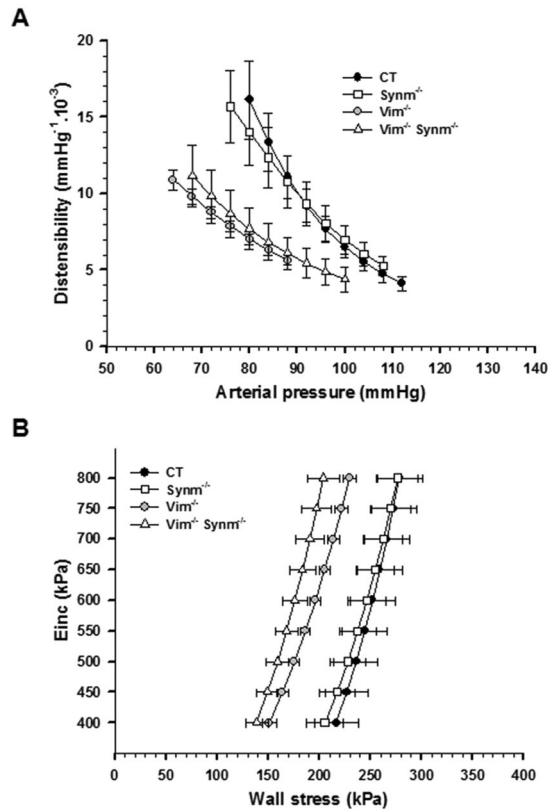 A
Distensibility (mmHg⁻¹.10⁻³)
20
15
10
5
0
CT
Synm⁻/⁻
Vim⁻/⁻
Vim⁻/⁻ Synm⁻/⁻
50 60 70 80 90 100 110 120 130 140
Arterial pressure (mmHg)
B
Einc (kPa)
800
750
700
650
600
550
500
450
400
CT
Synm⁻/⁻
Vim⁻/⁻
Vim⁻/⁻ Synm⁻/⁻
0 50 100 150 200 250 300 350 400
Wall stress (kPa)